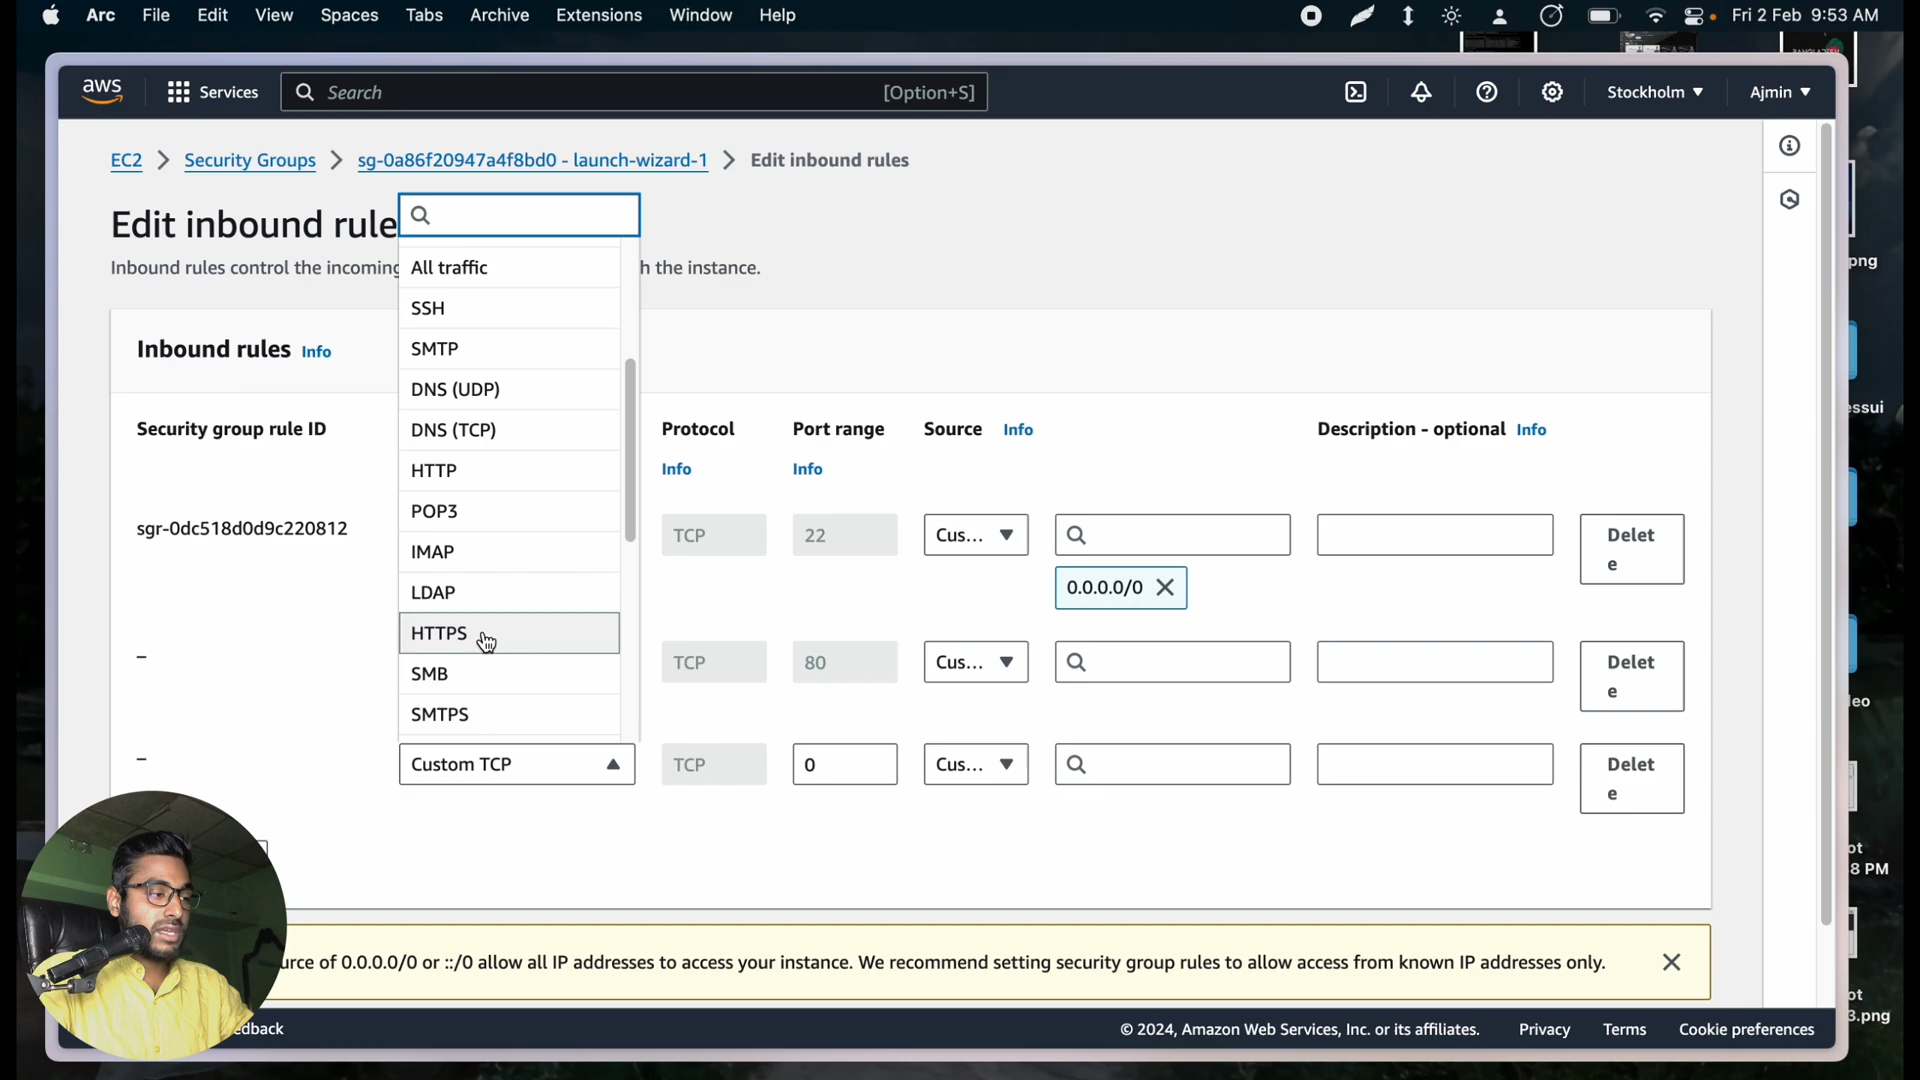 Arc File Edit View Spaces Tabs Archive Extensions Window Help Fri 2 Feb 9:53 AM
aws Services Search [Option+S] Stockholm Ajmin
EC2 Security Groups sg-0a86f20947a4f8bd0 - launch-wizard-1 Edit inbound rules
Edit inbound rule
Inbound rules control the incoming h the instance.
All traffic
SSH
SMTP
DNS (UDP)
DNS (TCP)
HTTP
POP3
IMAP
LDAP
HTTPS
SMB
SMTPS
Inbound rules Info
Security group rule ID Protocol Port range Source Info Description - optional Info
Info Info
sgr-0dc518d0d9c220812 TCP 22 Cus... Delet
e
0.0.0.0/0
– TCP 80 Cus... Delet
e
– Custom TCP TCP 0 Cus... Delet
e
urce of 0.0.0.0/0 or ::/0 allow all IP addresses to access your instance. We recommend setting security group rules to allow access from known IP addresses only.
edback © 2024, Amazon Web Services, Inc. or its affiliates. Privacy Terms Cookie preferences
png
essui
eo
ot
8 PM
ot
3.png